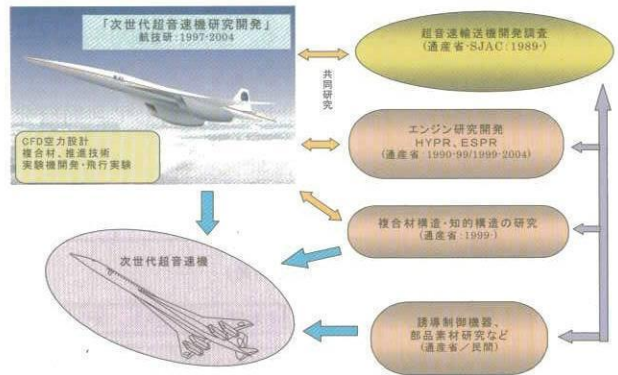 「次世代超音速機研究開発」
航技研:1997-2004
CFD空力設計
複合材、推進技術
実験機開発・飛行実験
共同研究
超音速輸送機開発調査
(通産省・SJAC:1989-)
エンジン研究開発
HYPR、ESPR
(通産省:1990-99/1999-2004)
複合材構造・知的構造の研究
(通産省:1999-)
次世代超音速機
誘導制御機器、
部品素材研究など
(通産省/民間)